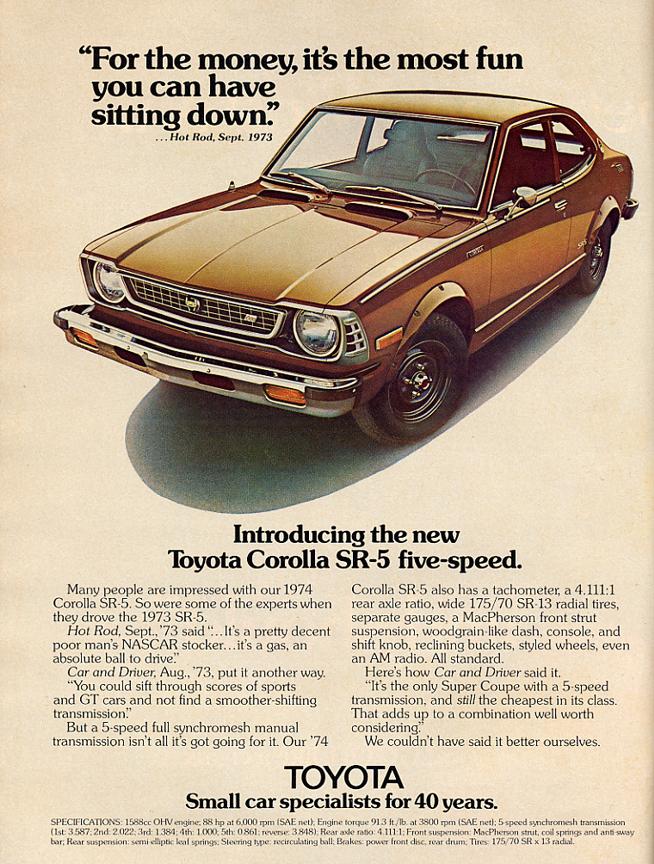 “For the money, it’s the most fun
you can have
sitting down.”
...Hot Rod, Sept. 1973
Introducing the new
Toyota Corolla SR-5 five-speed.
Many people are impressed with our 1974
Corolla SR-5. So were some of the experts when
they drove the 1973 SR-5.
Hot Rod, Sept., ’73 said “...It’s a pretty decent
poor man’s NASCAR stocker...it’s a gas, an
absolute ball to drive.”
Car and Driver, Aug., ’73, put it another way.
“You could sift through scores of sports
and GT cars and not find a smoother-shifting
transmission.”
But a 5-speed full synchromesh manual
transmission isn’t all it’s got going for it. Our ’74
Corolla SR-5 also has a tachometer, a 4.111:1
rear axle ratio, wide 175/70 SR-13 radial tires,
separate gauges, a MacPherson front strut
suspension, woodgrain-like dash, console, and
shift knob, reclining buckets, styled wheels, even
an AM radio. All standard.
Here’s how Car and Driver said it.
“It’s the only Super Coupe with a 5-speed
transmission, and still the cheapest in its class.
That adds up to a combination well worth
considering.”
We couldn’t have said it better ourselves.
TOYOTA
Small car specialists for 40 years.
SPECIFICATIONS: 1588cc OHV engine; 88 hp at 6,000 rpm (SAE net); Engine torque 91.3 ft./lb. at 3800 rpm (SAE net); 5-speed synchromesh transmission
(1st: 3.587; 2nd: 2.022; 3rd: 1.384; 4th: 1.000; 5th: 0.861; reverse: 3.848); Rear axle ratio: 4.111:1; Front suspension: MacPherson strut, coil springs and anti-sway
bar; Rear suspension: semi-elliptic leaf springs; Steering type: recirculating ball; Brakes: power front disc, rear drum; Tires: 175/70 SR x 13 radial.